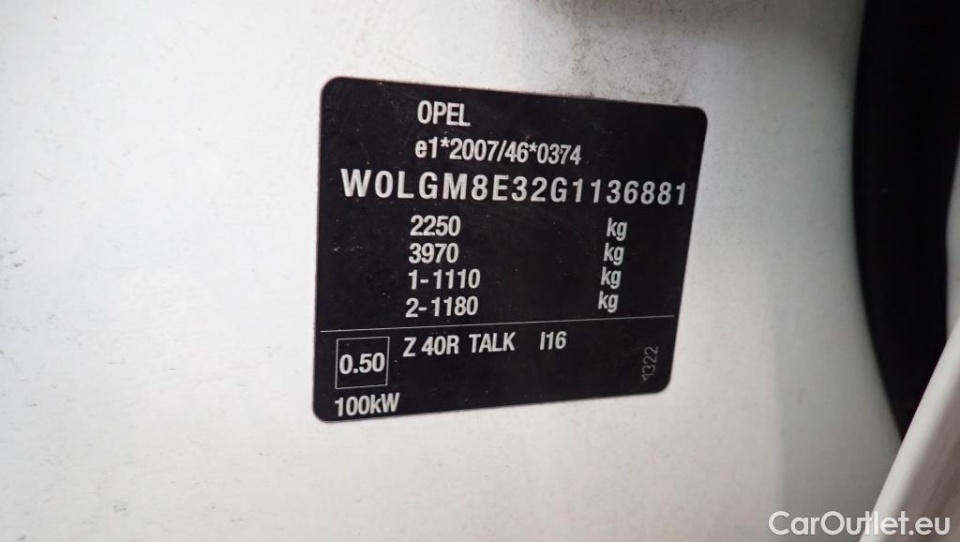 OPEL
e1*2007/46*0374
W0LGM8E32G1136881
2250 kg
3970 kg
1-1110 kg
2-1180 kg
0.50 Z 40R TALK I16
100kW
1322
CarOutlet.eu